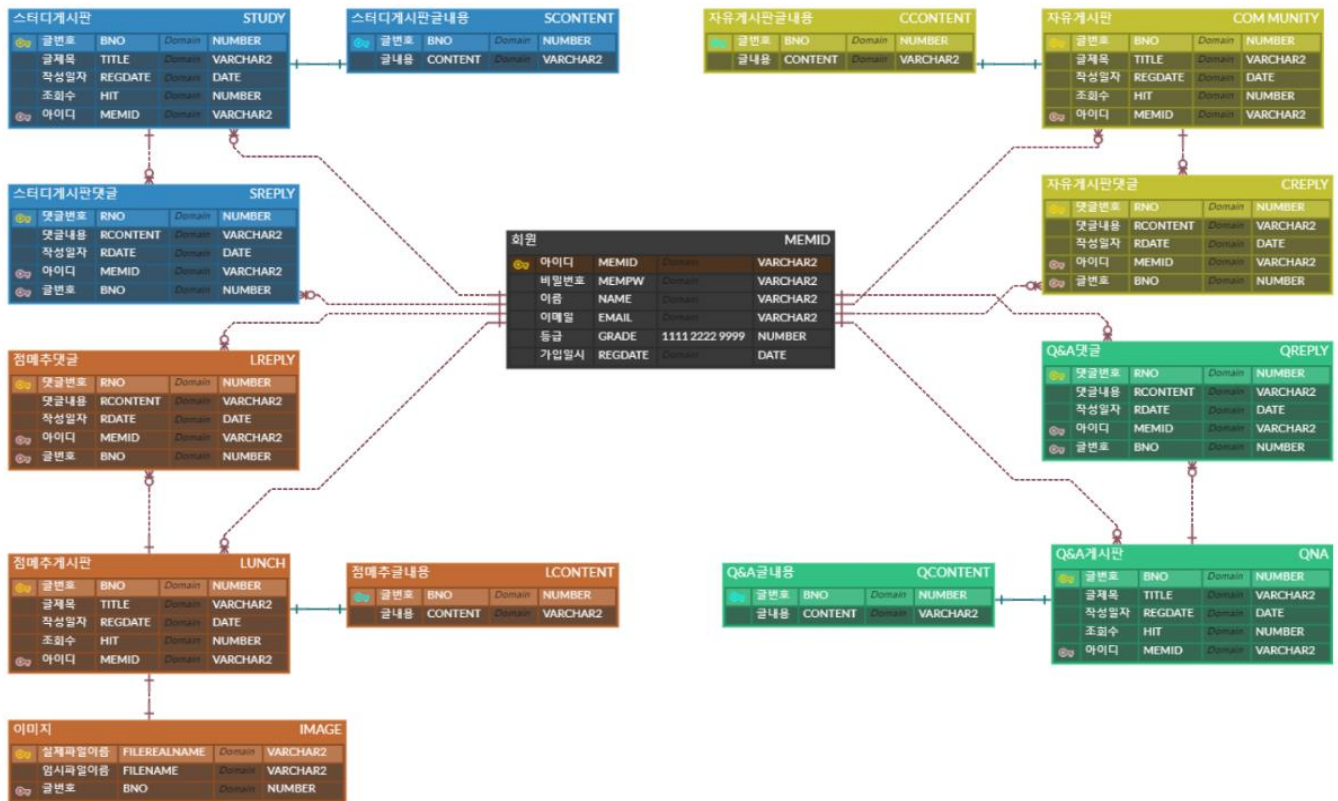 스터디게시판 STUDY
글번호 BNO Domain NUMBER
글제목 TITLE Domain VARCHAR2
작성일자 REGDATE Domain DATE
조회수 HIT Domain NUMBER
아이디 MEMID Domain VARCHAR2
스터디게시판글내용 SCONTENT
글번호 BNO Domain NUMBER
글내용 CONTENT Domain VARCHAR2
자유게시판글내용 CCONTENT
글번호 BNO Domain NUMBER
글내용 CONTENT Domain VARCHAR2
자유게시판 COMMUNITY
글번호 BNO Domain NUMBER
글제목 TITLE Domain VARCHAR2
작성일자 REGDATE Domain DATE
조회수 HIT Domain NUMBER
아이디 MEMID Domain VARCHAR2
스터디게시판댓글 SREPLY
댓글번호 RNO Domain NUMBER
댓글내용 RCONTENT Domain VARCHAR2
작성일자 RDATE Domain DATE
아이디 MEMID Domain VARCHAR2
글번호 BNO Domain NUMBER
회원 MEMID
아이디 MEMID Domain VARCHAR2
비밀번호 MEMPW Domain VARCHAR2
이름 NAME Domain VARCHAR2
이메일 EMAIL Domain VARCHAR2
등급 GRADE 1111 2222 9999 NUMBER
가입일시 REGDATE Domain DATE
자유게시판댓글 CREPLY
댓글번호 RNO Domain NUMBER
댓글내용 RCONTENT Domain VARCHAR2
작성일자 RDATE Domain DATE
아이디 MEMID Domain VARCHAR2
글번호 BNO Domain NUMBER
점메추댓글 LREPLY
댓글번호 RNO Domain NUMBER
댓글내용 RCONTENT Domain VARCHAR2
작성일자 RDATE Domain DATE
아이디 MEMID Domain VARCHAR2
글번호 BNO Domain NUMBER
Q&A댓글 QREPLY
댓글번호 RNO Domain NUMBER
댓글내용 RCONTENT Domain VARCHAR2
작성일자 RDATE Domain DATE
아이디 MEMID Domain VARCHAR2
글번호 BNO Domain NUMBER
점메추게시판 LUNCH
글번호 BNO Domain NUMBER
글제목 TITLE Domain VARCHAR2
작성일자 REGDATE Domain DATE
조회수 HIT Domain NUMBER
아이디 MEMID Domain VARCHAR2
점메추글내용 LCONTENT
글번호 BNO Domain NUMBER
글내용 CONTENT Domain VARCHAR2
Q&A글내용 QCONTENT
글번호 BNO Domain NUMBER
글내용 CONTENT Domain VARCHAR2
Q&A게시판 QNA
글번호 BNO Domain NUMBER
글제목 TITLE Domain VARCHAR2
작성일자 REGDATE Domain DATE
조회수 HIT Domain NUMBER
아이디 MEMID Domain VARCHAR2
이미지 IMAGE
실제파일이름 FILEREALNAME Domain VARCHAR2
임시파일이름 FILENAME Domain VARCHAR2
글번호 BNO Domain NUMBER